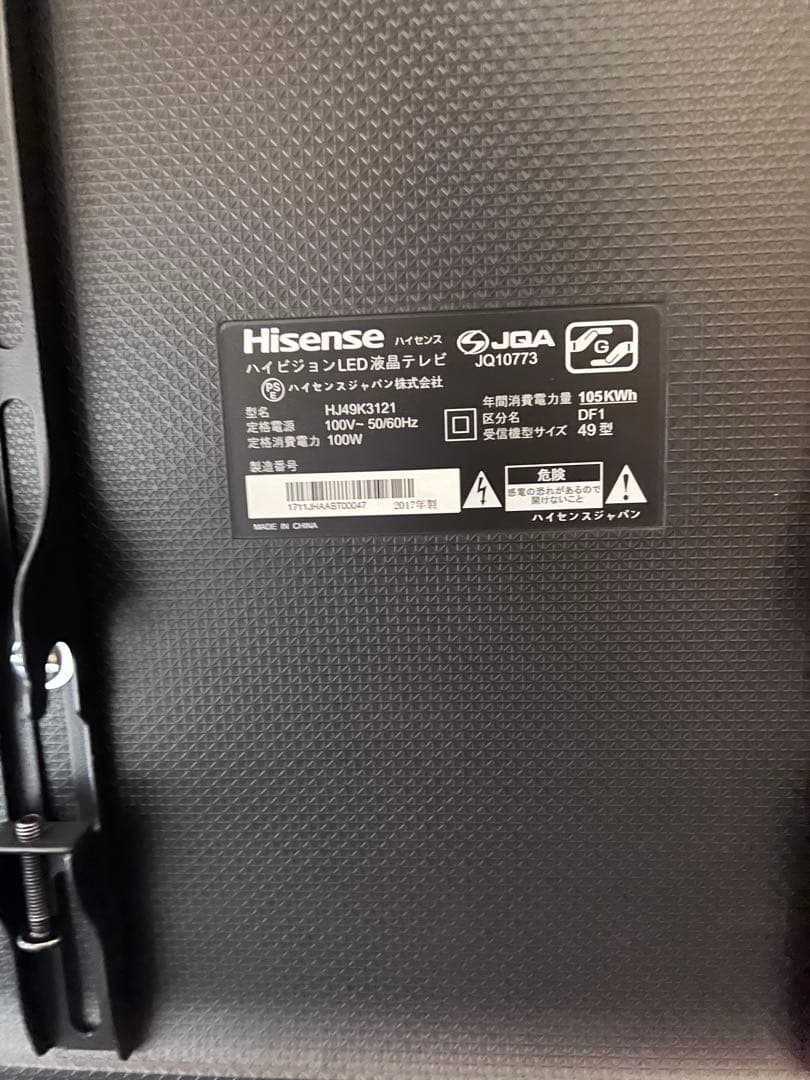 Hisense ハイセンス
JQA
JQ10773
G
ハイビジョンLED液晶テレビ
PS
E
ハイセンスジャパン株式会社
型名 HJ49K3121
定格電源 100V~ 50/60Hz
定格消費電力 100W
年間消費電力量 105KWh
区分名 DF1
受信機型サイズ 49型
製造番号
1711JHAAST00047 2017年製
危険
感電の恐れがあるので
開けないこと
ハイセンスジャパン
MADE IN CHINA